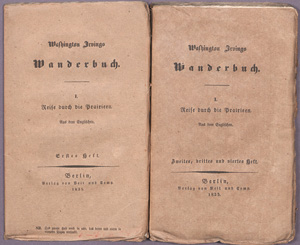 Washington Irvings
Wanderbuch.
I.
Reise durch die Prairieen.
Aus dem Englischen.
Erstes Heft.
Berlin,
Verlag von Veit und Comp.
1835.
Washington Irvings
Wanderbuch.
I.
Reise durch die Prairieen.
Aus dem Englischen.
Zweites, drittes und viertes Heft.
Berlin,
Verlag von Veit und Comp.
1835.